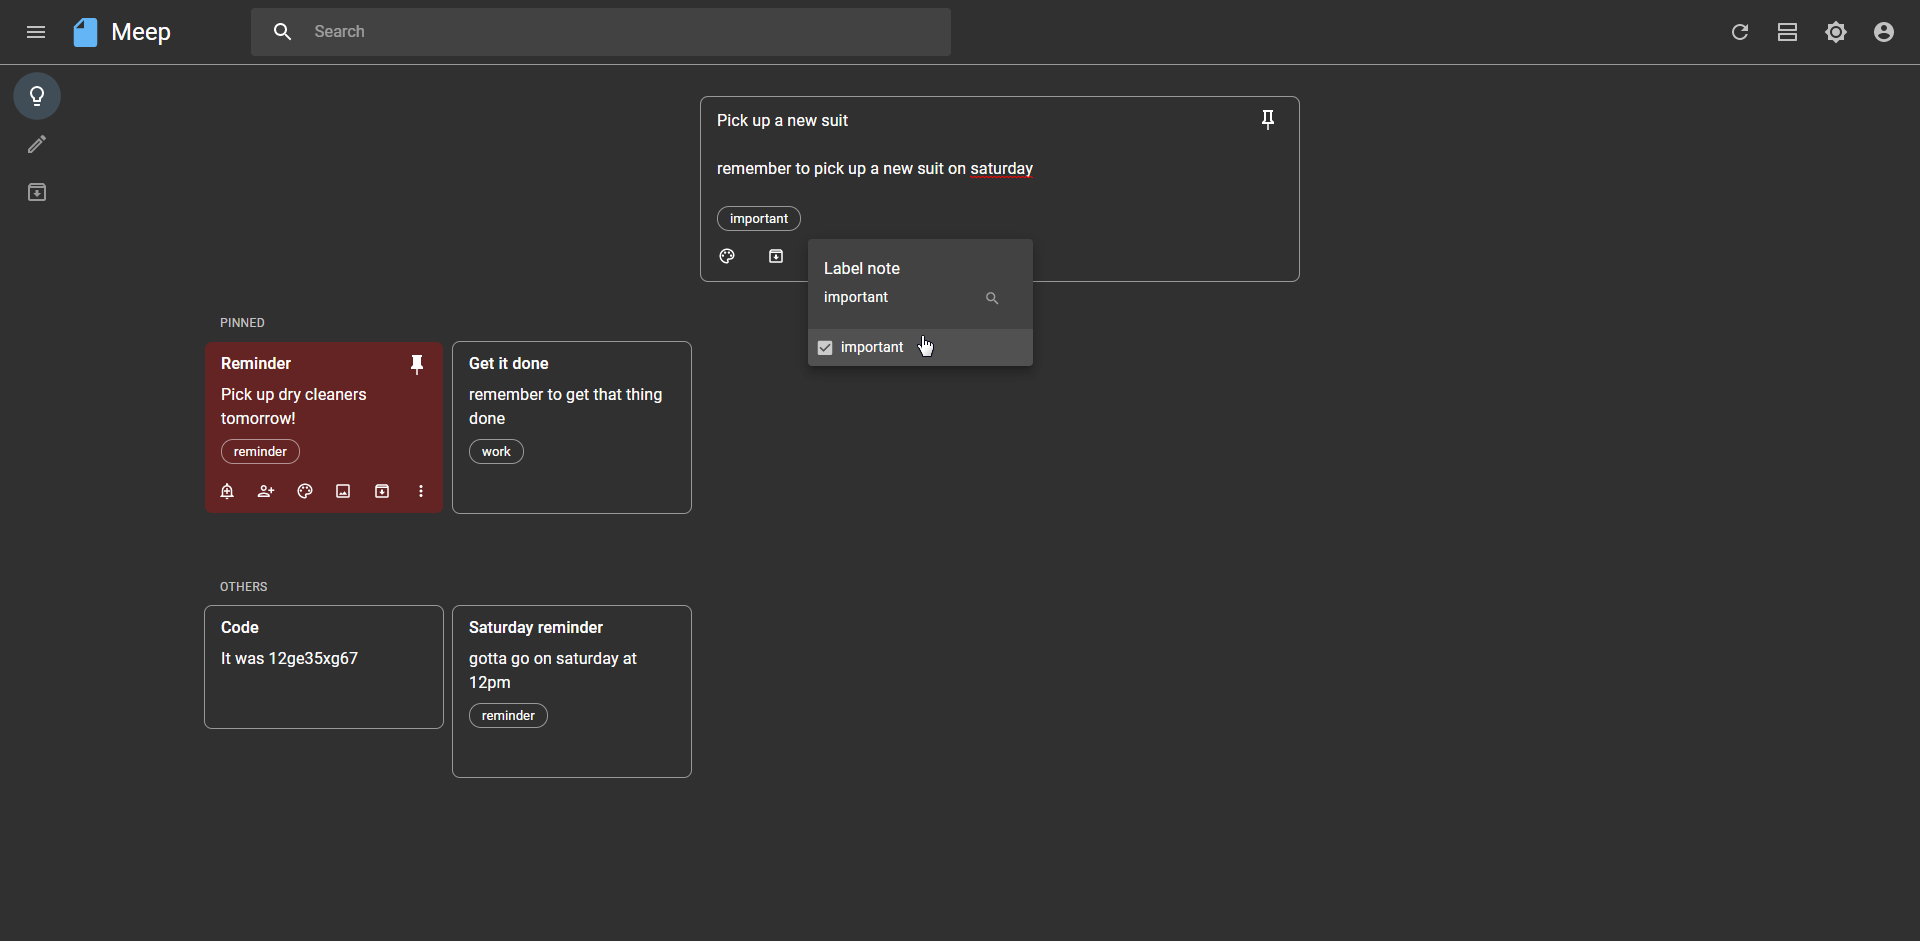 Meep
Search
Pick up a new suit
remember to pick up a new suit on saturday
important
Label note
important
important
PINNED
Reminder
Pick up dry cleaners
tomorrow!
reminder
Get it done
remember to get that thing
done
work
OTHERS
Code
It was 12ge35xg67
Saturday reminder
gotta go on saturday at
12pm
reminder